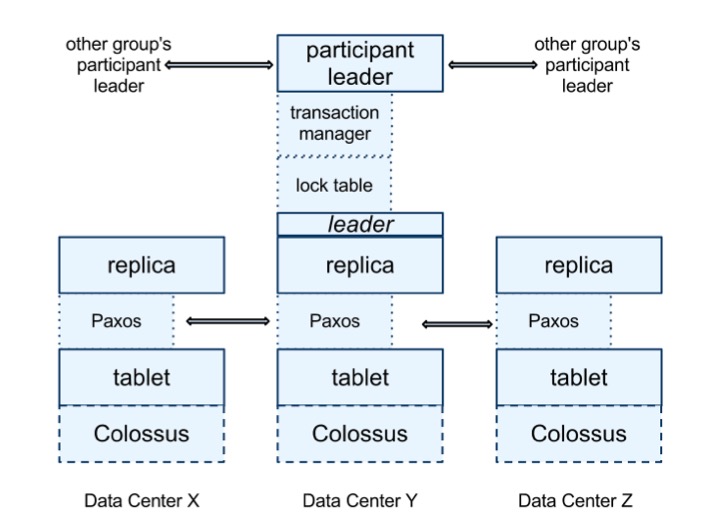 other group's
participant
leader
participant
leader
other group's
participant
leader
transaction
manager
lock table
leader
replica
replica
replica
Paxos
Paxos
Paxos
tablet
tablet
tablet
Colossus
Colossus
Colossus
Data Center X
Data Center Y
Data Center Z